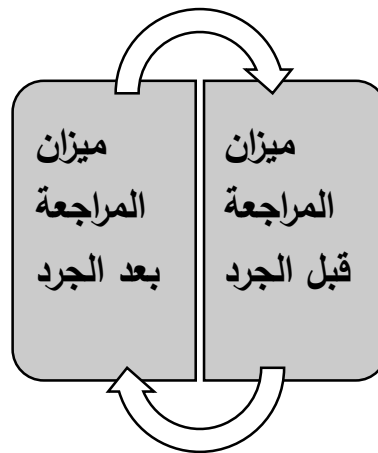 ميزان
المراجعة
قبل الجرد
ميزان
المراجعة
بعد الجرد